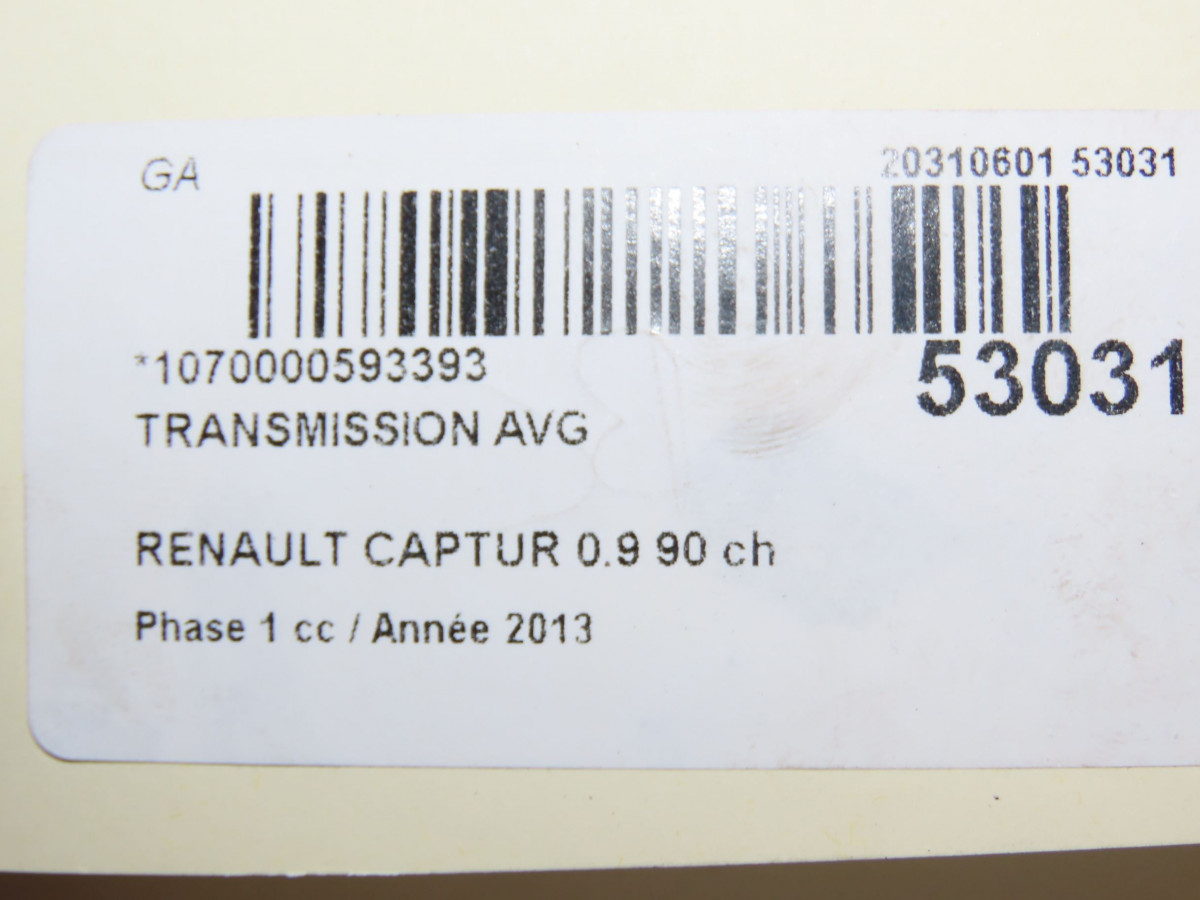 GA
20310601 53031
*1070000593393
53031
TRANSMISSION AVG
RENAULT CAPTUR 0.9 90 ch
Phase 1 cc / Année 2013